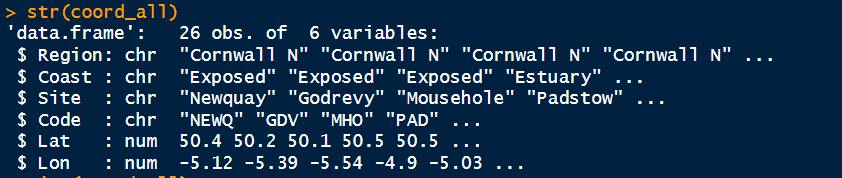 > str(coord_all)
'data.frame':   26 obs. of  6 variables:
 $ Region: chr  "Cornwall N" "Cornwall N" "Cornwall N" "Cornwall N" ...
 $ Coast : chr  "Exposed" "Exposed" "Exposed" "Estuary" ...
 $ Site  : chr  "Newquay" "Godrevy" "Mousehole" "Padstow" ...
 $ Code  : chr  "NEWQ" "GDV" "MHO" "PAD" ...
 $ Lat   : num  50.4 50.2 50.1 50.5 50.5 ...
 $ Lon   : num  -5.12 -5.39 -5.54 -4.9 -5.03 ...